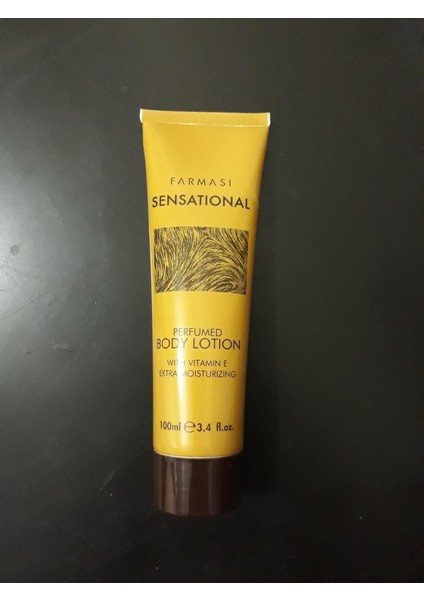 FARMASI
SENSATIONAL
PERFUMED
BODY LOTION
WITH VITAMIN E
EXTRA MOISTURIZING
100ml ℮ 3.4 fl.oz.